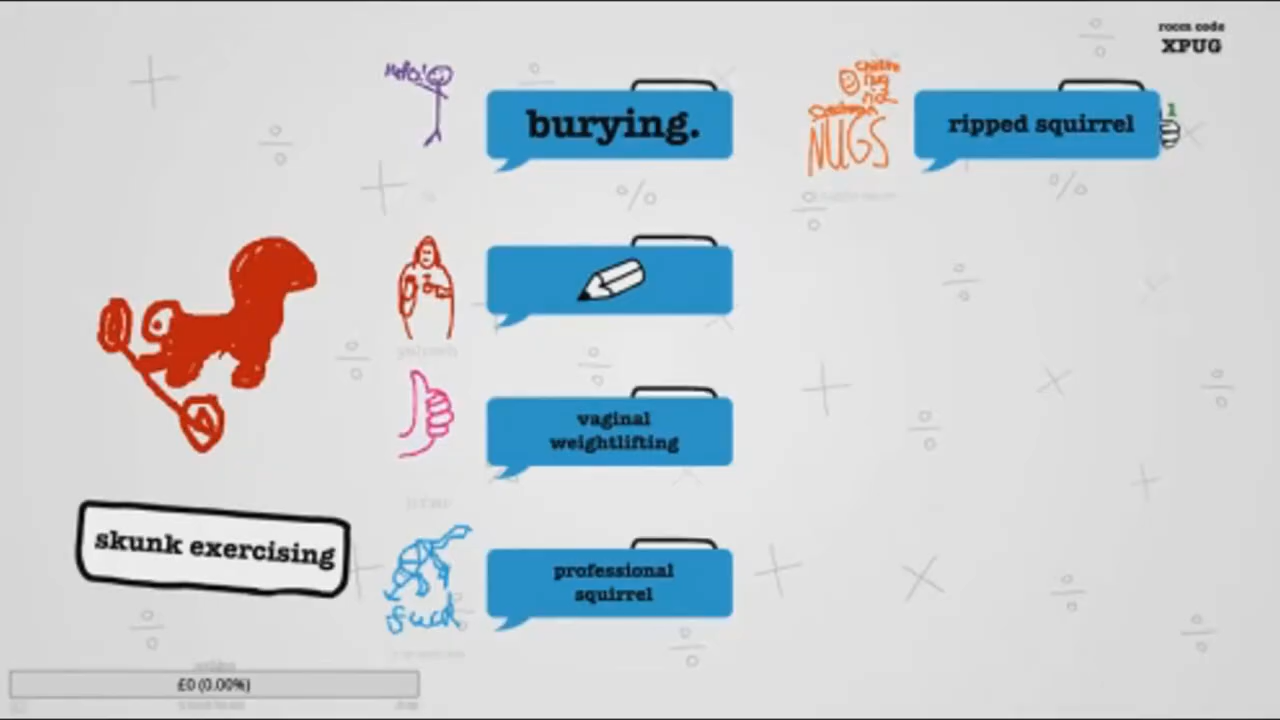 room code
XPUG
Hello!
burying.
NUGS
ripped squirrel
1
vaginal
weightlifting
skunk exercising
professional
squirrel
fuck
£0 (0.00%)